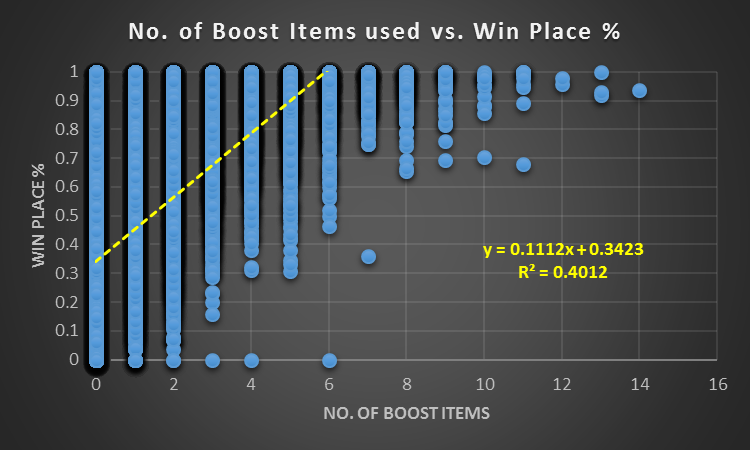 No. of Boost Items used vs. Win Place %
WIN PLACE %
1
0.9
0.8
0.7
0.6
0.5
0.4
0.3
0.2
0.1
0
y = 0.1112x + 0.3423
R² = 0.4012
0 2 4 6 8 10 12 14 16
NO. OF BOOST ITEMS